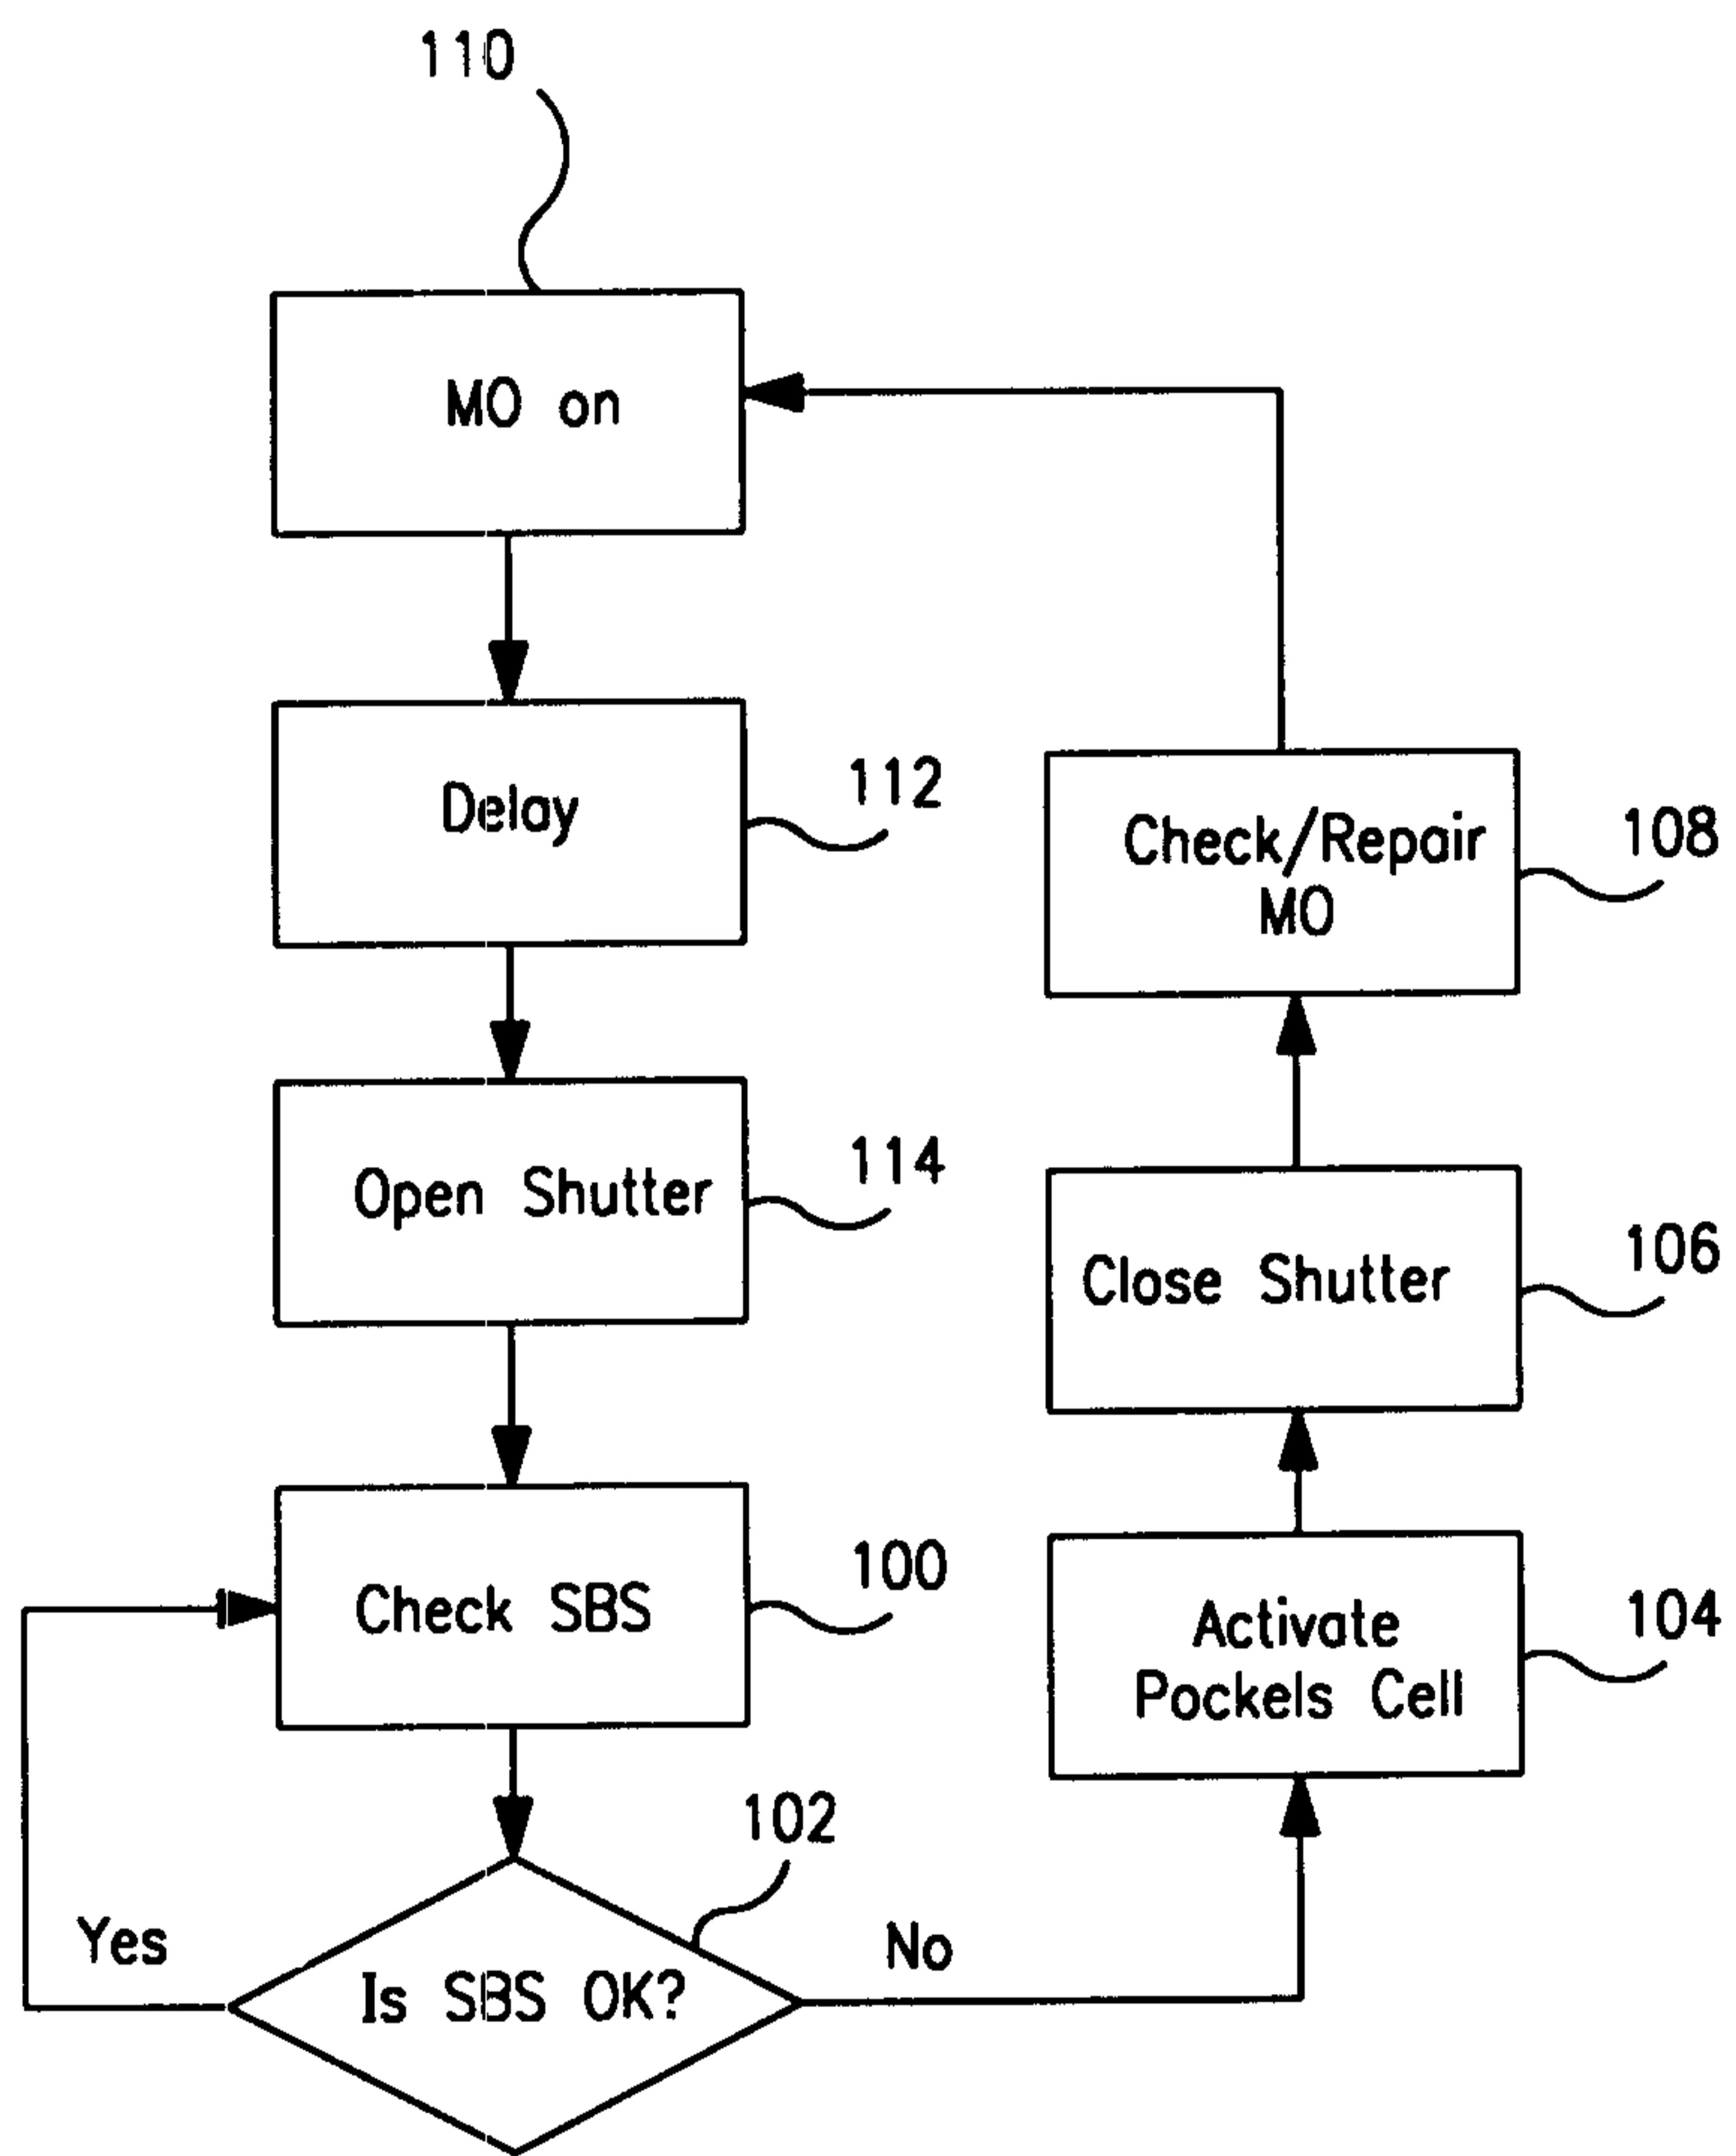 110
MO on
Delay
112
Open Shutter
114
Check SBS
100
102
Is SBS OK?
Yes
No
Activate
Pockels Cell
104
Close Shutter
106
Check/Repair
MO
108